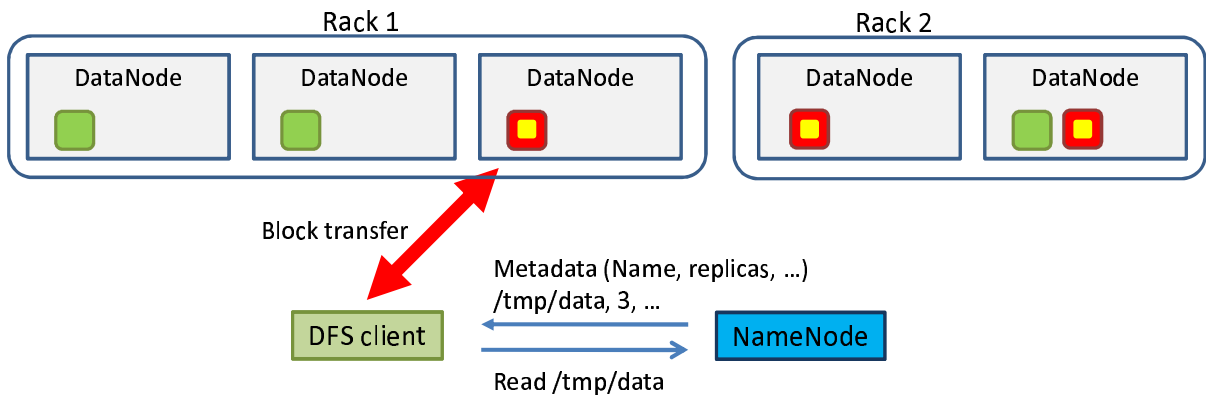 Rack 1
Rack 2
DataNode
DataNode
DataNode
DataNode
DataNode
Block transfer
Metadata (Name, replicas, …)
/tmp/data, 3, …
DFS client
NameNode
Read /tmp/data